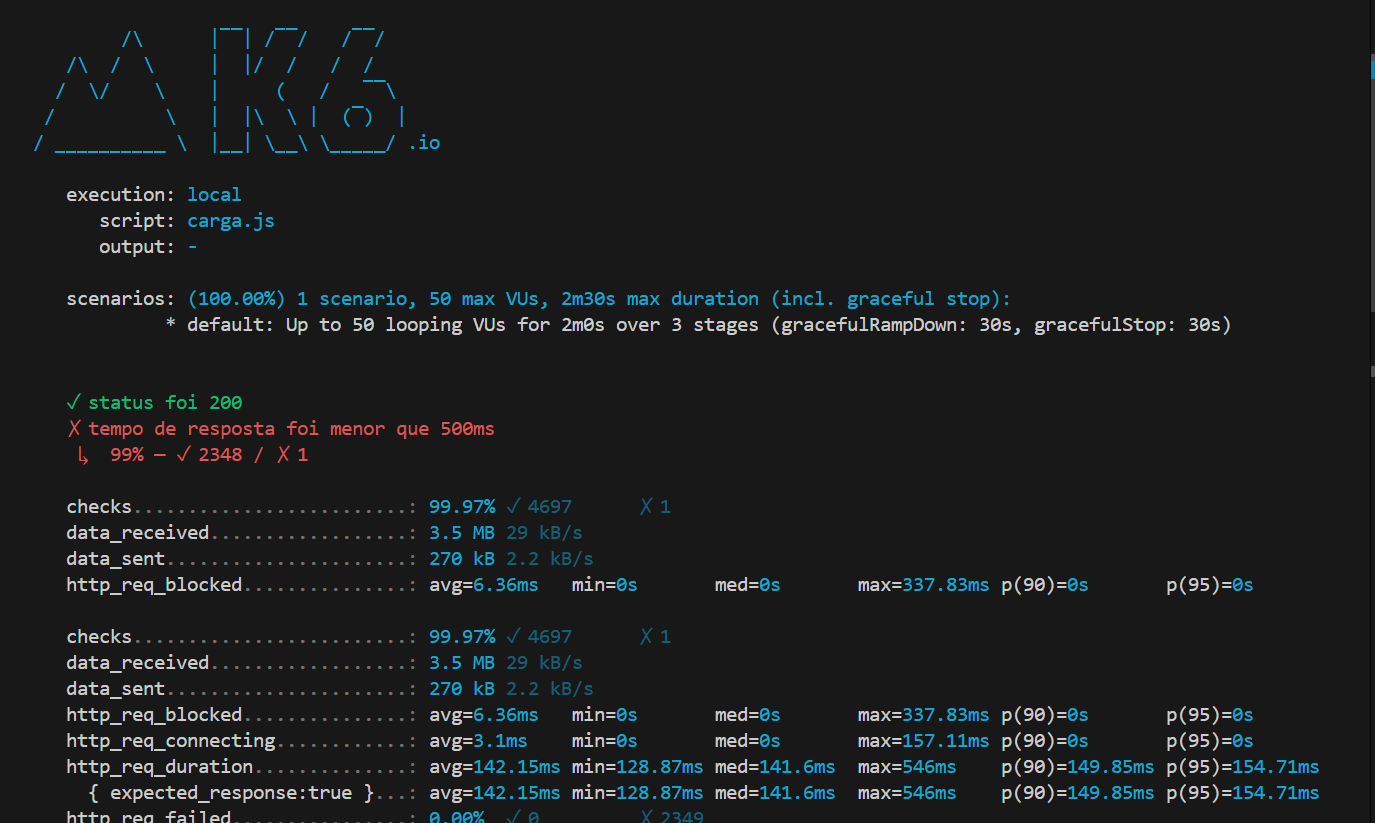 K6 .io
execution: local
script: carga.js
output: -
scenarios: (100.00%) 1 scenario, 50 max VUs, 2m30s max duration (incl. graceful stop):
* default: Up to 50 looping VUs for 2m0s over 3 stages (gracefulRampDown: 30s, gracefulStop: 30s)
✓ status foi 200
✗ tempo de resposta foi menor que 500ms
↳ 99% — ✓ 2348 / ✗ 1
checks.........................: 99.97% ✓ 4697 ✗ 1
data_received..................: 3.5 MB 29 kB/s
data_sent......................: 270 kB 2.2 kB/s
http_req_blocked...............: avg=6.36ms min=0s med=0s max=337.83ms p(90)=0s p(95)=0s
checks.........................: 99.97% ✓ 4697 ✗ 1
data_received..................: 3.5 MB 29 kB/s
data_sent......................: 270 kB 2.2 kB/s
http_req_blocked...............: avg=6.36ms min=0s med=0s max=337.83ms p(90)=0s p(95)=0s
http_req_connecting............: avg=3.1ms min=0s med=0s max=157.11ms p(90)=0s p(95)=0s
http_req_duration..............: avg=142.15ms min=128.87ms med=141.6ms max=546ms p(90)=149.85ms p(95)=154.71ms
{ expected_response:true }...: avg=142.15ms min=128.87ms med=141.6ms max=546ms p(90)=149.85ms p(95)=154.71ms
http_req_failed................: 0.00% ✓ 0 ✗ 2349